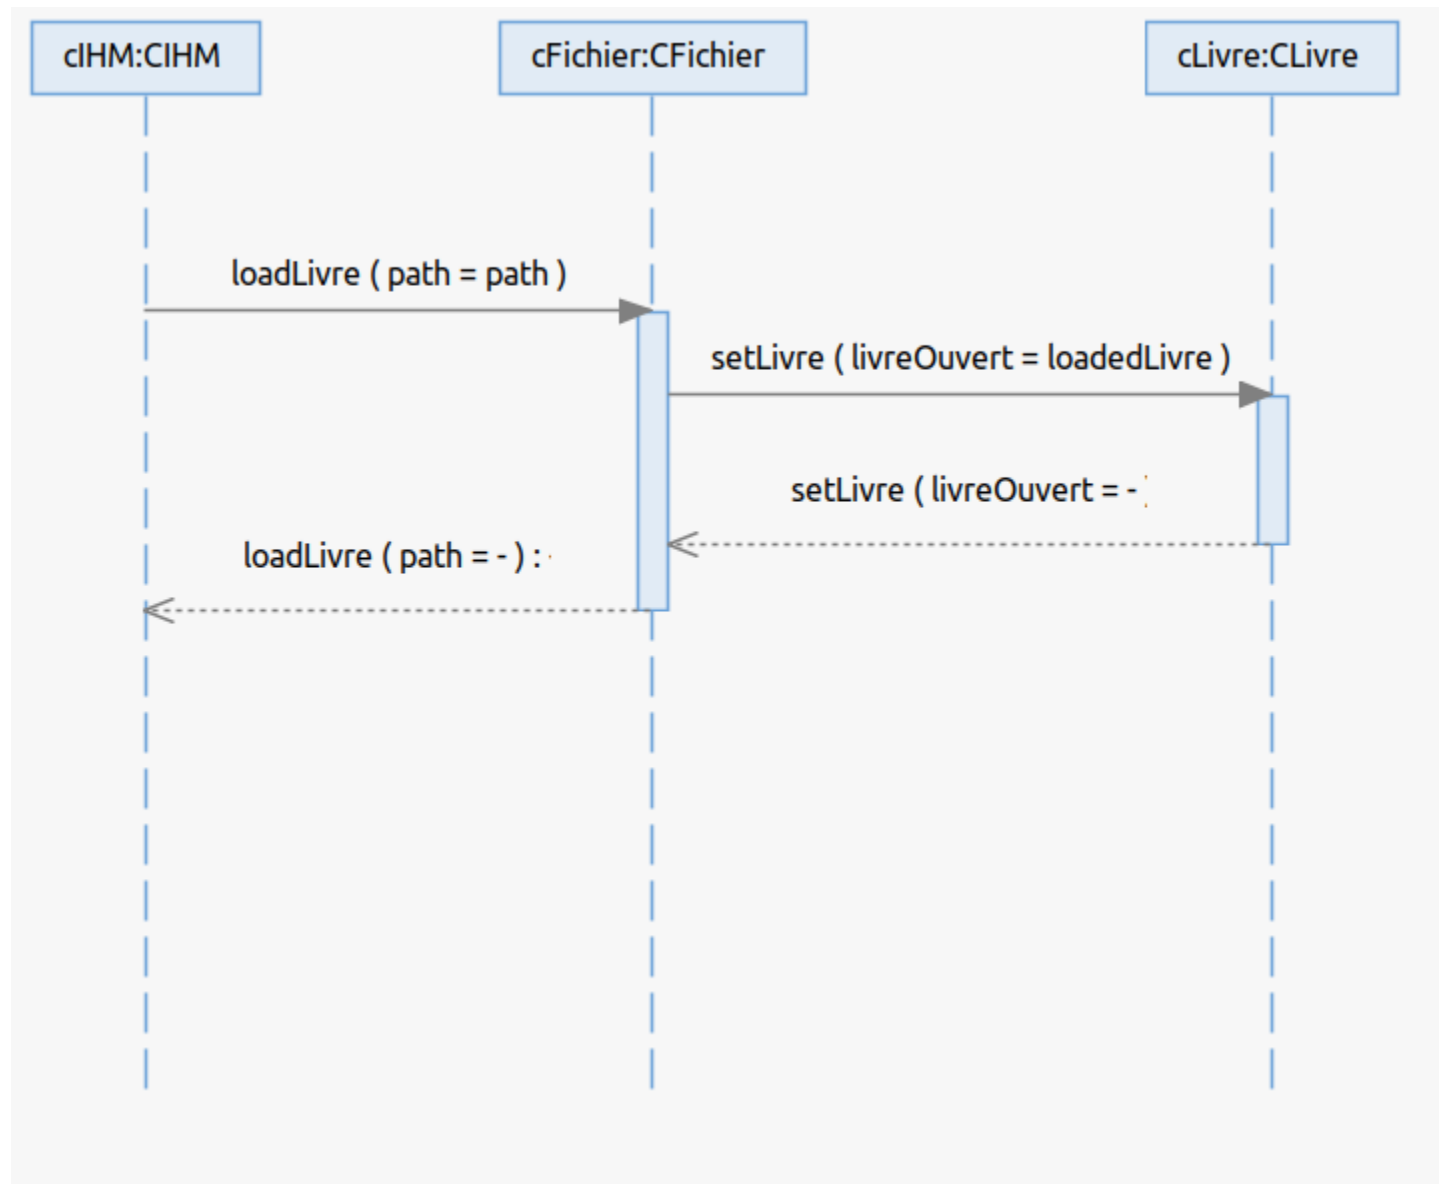 cIHM:CIHM
cFichier:CFichier
cLivre:CLivre
loadLivre ( path = path )
setLivre ( livreOuvert = loadedLivre )
setLivre ( livreOuvert = -
loadLivre ( path = - ) :